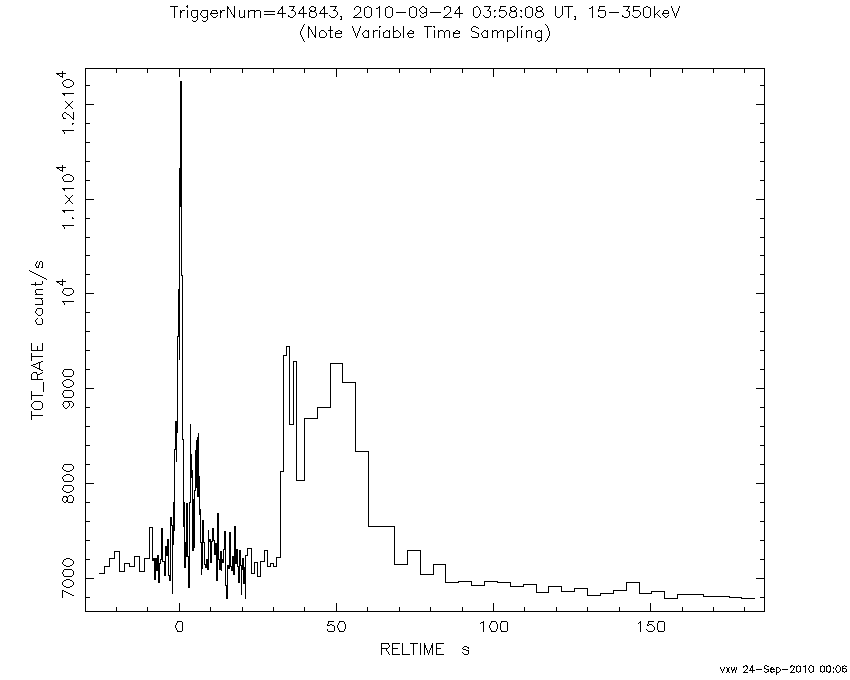 TriggerNum=434843, 2010-09-24 03:58:08 UT, 15-350keV
(Note Variable Time Sampling)
1.2×10⁴
1.1×10⁴
10⁴
9000
8000
7000
TOT_RATE count/s
0 50 100 150
RELTIME s
vxw 24-Sep-2010 00:06